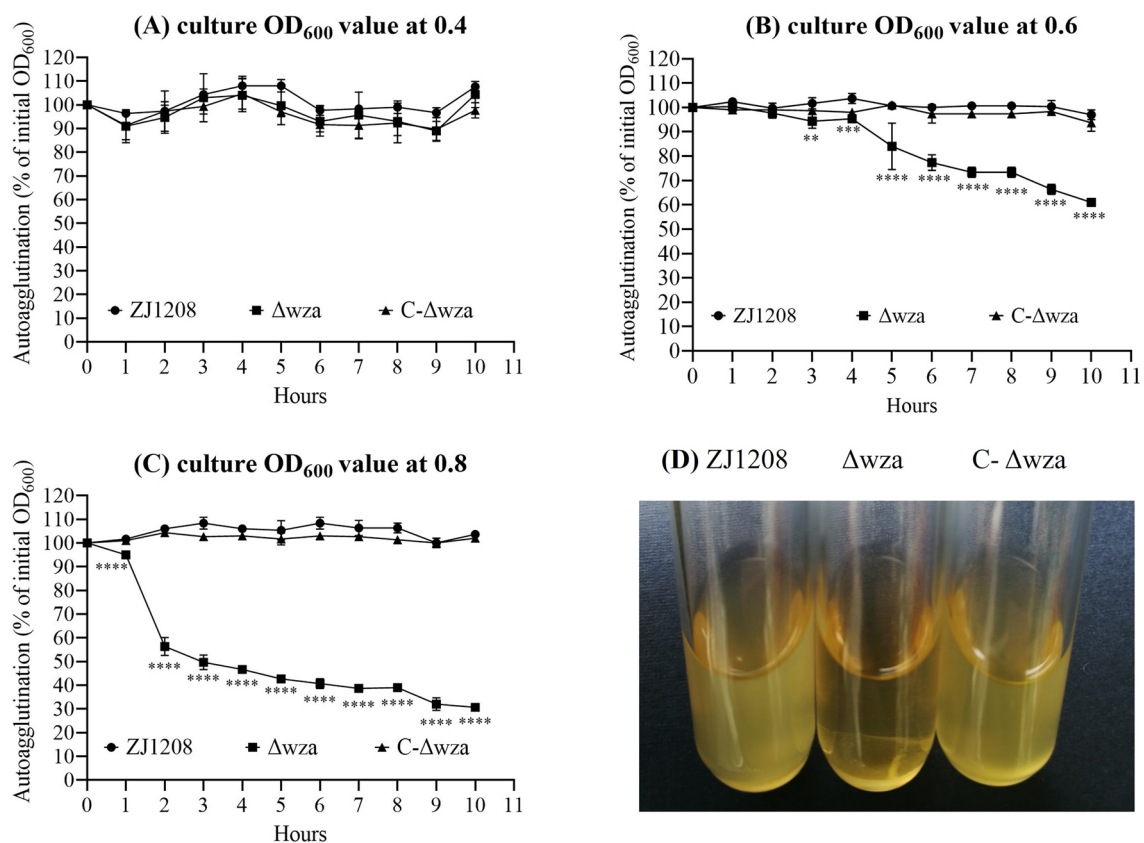 (A) culture OD600 value at 0.4
Autoagglutination (% of initial OD600)
120
110
100
90
80
70
60
50
40
30
20
10
0
ZJ1208 Δwza C-Δwza
0 1 2 3 4 5 6 7 8 9 10 11
Hours
(B) culture OD600 value at 0.6
Autoagglutination (% of initial OD600)
120
110
100
90
80
70
60
50
40
30
20
10
0
** *** **** **** **** **** **** ****
ZJ1208 Δwza C-Δwza
0 1 2 3 4 5 6 7 8 9 10 11
Hours
(C) culture OD600 value at 0.8
Autoagglutination (% of initial OD600)
120
110
100
90
80
70
60
50
40
30
20
10
0
**** **** **** **** **** **** **** **** **** ****
ZJ1208 Δwza C-Δwza
0 1 2 3 4 5 6 7 8 9 10 11
Hours
(D) ZJ1208 Δwza C- Δwza